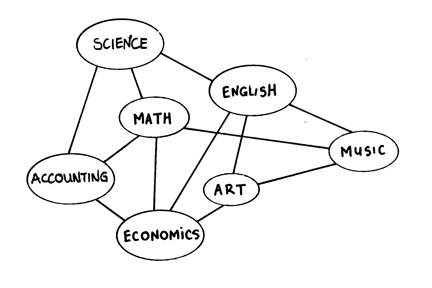 SCIENCE
ENGLISH
MATH
MUSIC
ACCOUNTING
ART
ECONOMICS